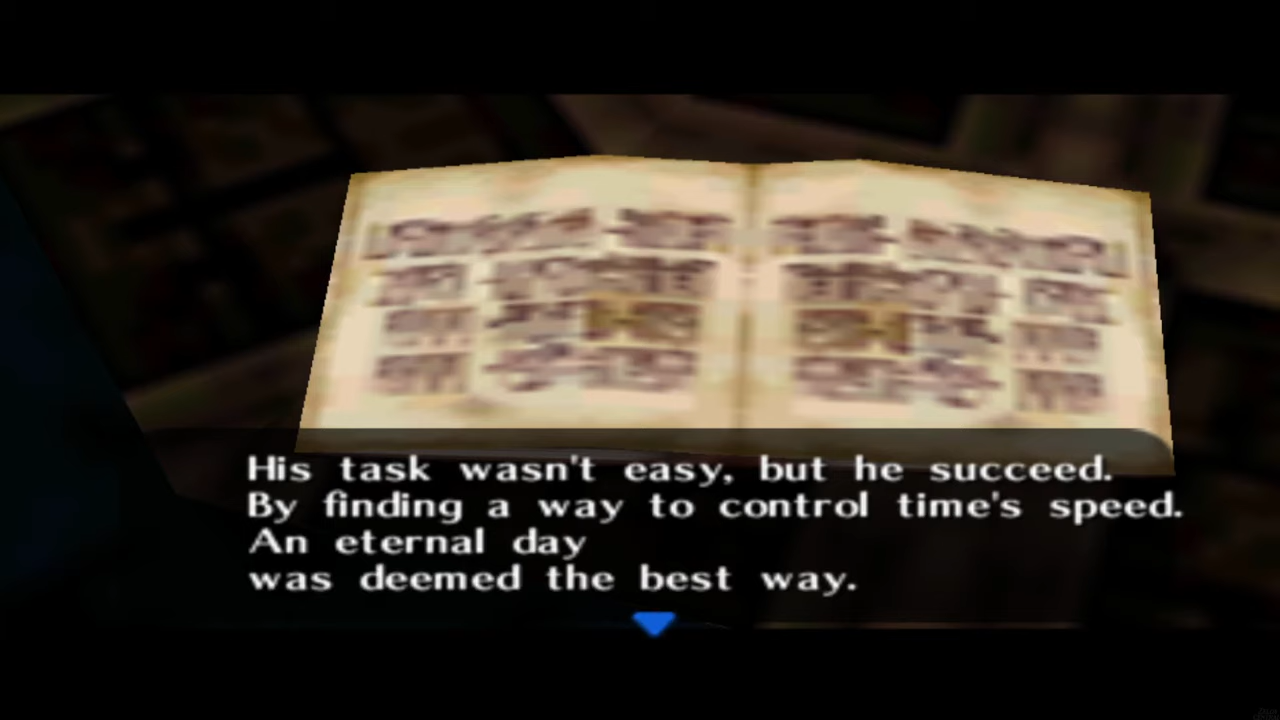 His task wasn't easy, but he succeed.
By finding a way to control time's speed.
An eternal day
was deemed the best way.